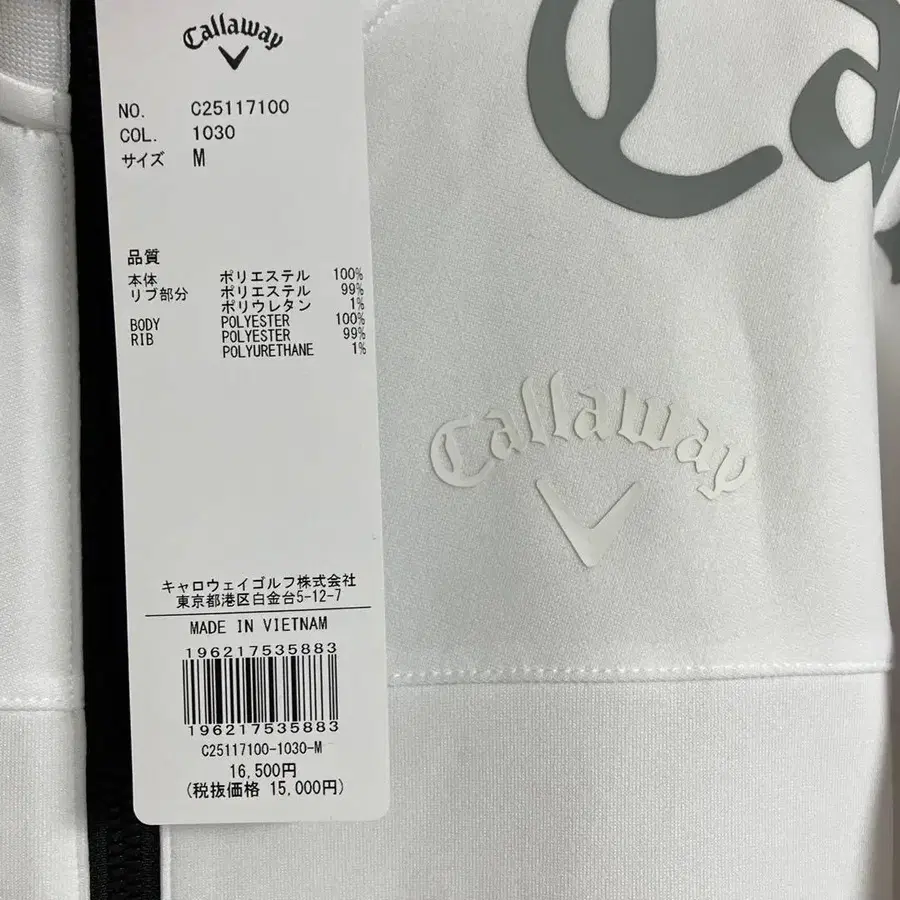 Callaway
NO. C25117100
COL. 1030
サイズ M
品質
本体 ポリエステル 100%
リブ部分 ポリエステル 99%
ポリウレタン 1%
BODY POLYESTER 100%
RIB POLYESTER 99%
POLYURETHANE 1%
キャロウェイゴルフ株式会社
東京都港区白金台5-12-7
MADE IN VIETNAM
196217535883
196217535883
C25117100-1030-M
16,500円
(税抜価格 15,000円)
Ca
Callaway